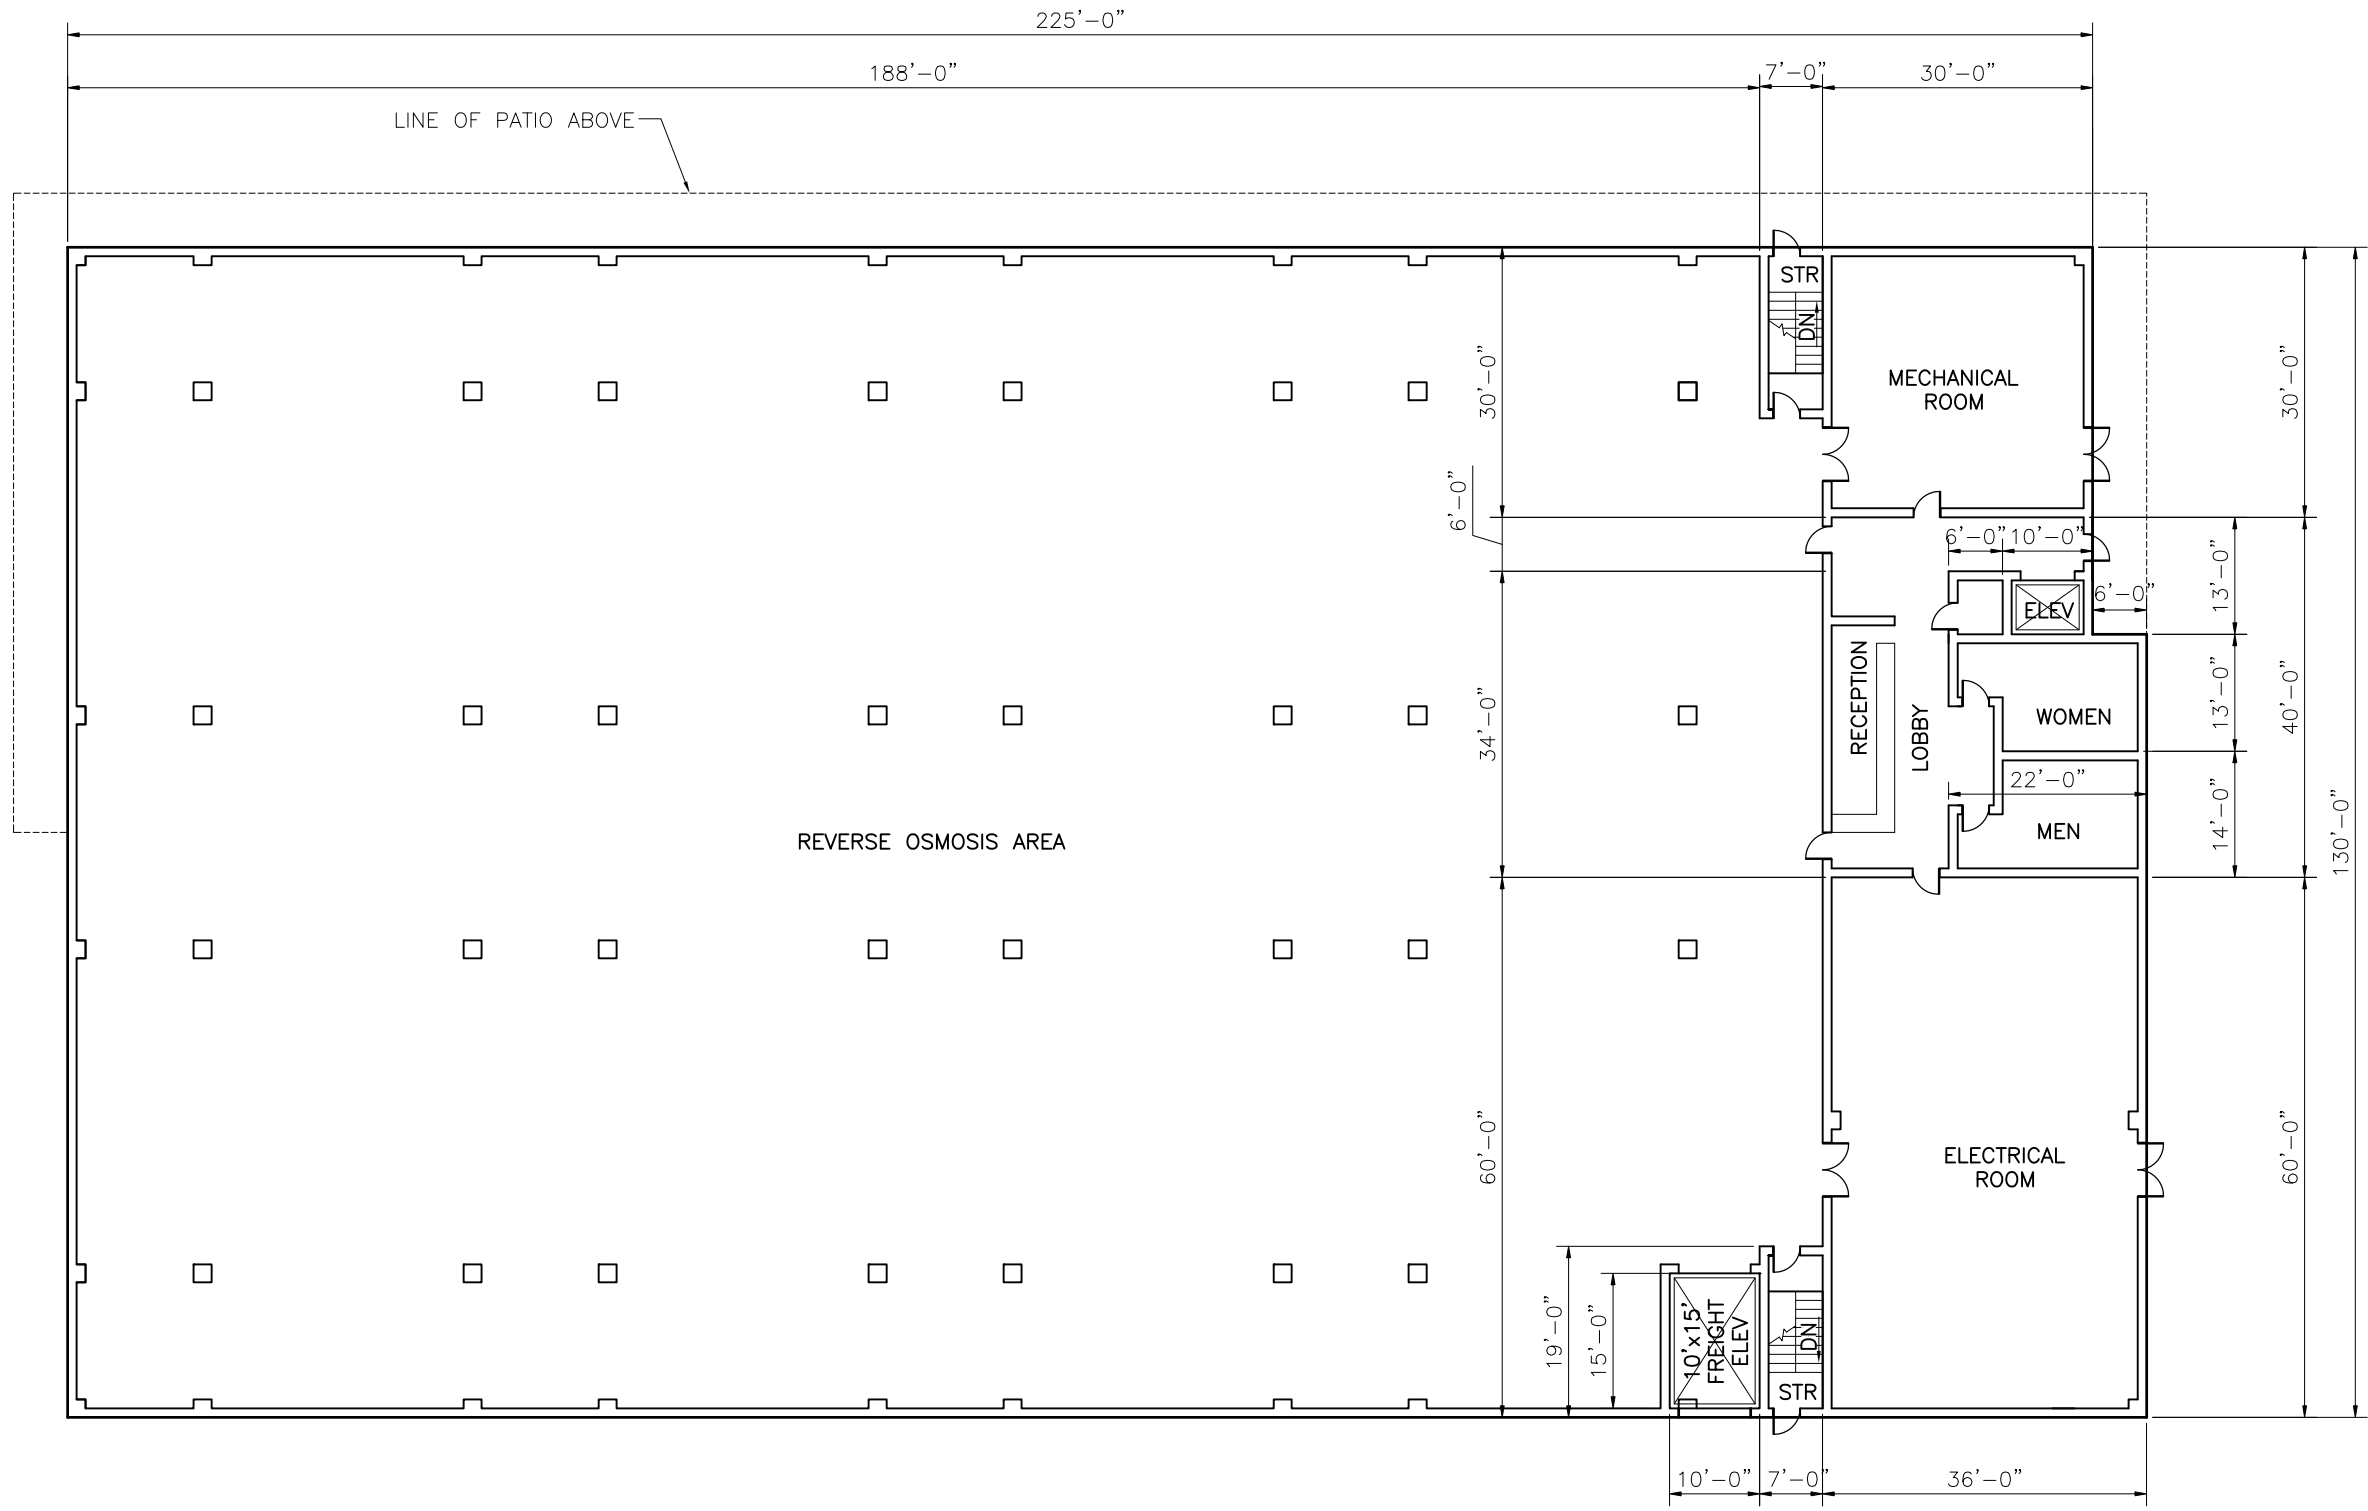 225'-0"
188'-0"
7'-0"
30'-0"
LINE OF PATIO ABOVE
STR
DN
MECHANICAL
ROOM
30'-0"
30'-0"
6'-0"
6'-0"
10'-0"
13'-0"
6'-0"
ELEV
RECEPTION
LOBBY
WOMEN
13'-0"
40'-0"
34'-0"
22'-0"
14'-0"
130'-0"
MEN
REVERSE OSMOSIS AREA
60'-0"
ELECTRICAL
ROOM
60'-0"
19'-0"
15'-0"
10'x15'
FREIGHT
ELEV
DN
STR
10'-0"
7'-0"
36'-0"